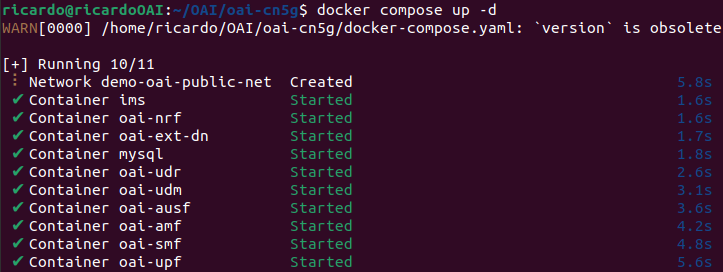 ricardo@ricardoOAI:~/OAI/oai-cn5g$ docker compose up -d
WARN[0000] /home/ricardo/OAI/oai-cn5g/docker-compose.yaml: `version` is obsolete
[+] Running 10/11
⠸ Network demo-oai-public-net Created 5.8s
✔ Container ims Started 1.6s
✔ Container oai-nrf Started 1.6s
✔ Container oai-ext-dn Started 1.7s
✔ Container mysql Started 1.8s
✔ Container oai-udr Started 2.6s
✔ Container oai-udm Started 3.1s
✔ Container oai-ausf Started 3.6s
✔ Container oai-amf Started 4.2s
✔ Container oai-smf Started 4.8s
✔ Container oai-upf Started 5.6s